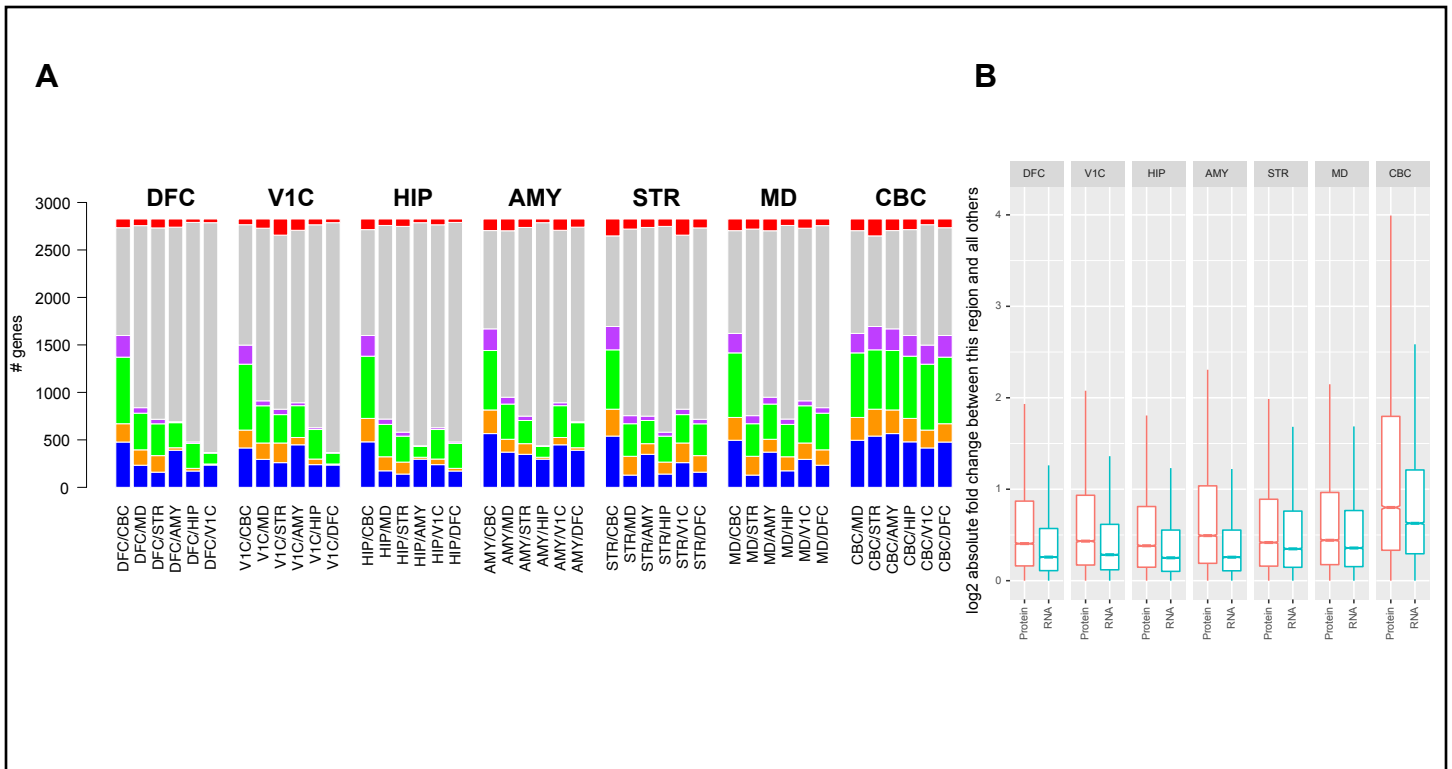 A
B
DFC
V1C
HIP
AMY
STR
MD
CBC
# genes
3000
2500
2000
1500
1000
500
0
DFC/CBC
DFC/MD
DFC/STR
DFC/AMY
DFC/HIP
DFC/V1C
V1C/CBC
V1C/MD
V1C/STR
V1C/AMY
V1C/HIP
V1C/DFC
HIP/CBC
HIP/MD
HIP/STR
HIP/AMY
HIP/V1C
HIP/DFC
AMY/CBC
AMY/MD
AMY/STR
AMY/HIP
AMY/V1C
AMY/DFC
STR/CBC
STR/MD
STR/AMY
STR/HIP
STR/V1C
STR/DFC
MD/CBC
MD/STR
MD/AMY
MD/HIP
MD/V1C
MD/DFC
CBC/MD
CBC/STR
CBC/AMY
CBC/HIP
CBC/V1C
CBC/DFC
log2 absolute fold change between this region and all others
DFC
V1C
HIP
AMY
STR
MD
CBC
4
3
2
1
0
Protein
RNA
Protein
RNA
Protein
RNA
Protein
RNA
Protein
RNA
Protein
RNA
Protein
RNA